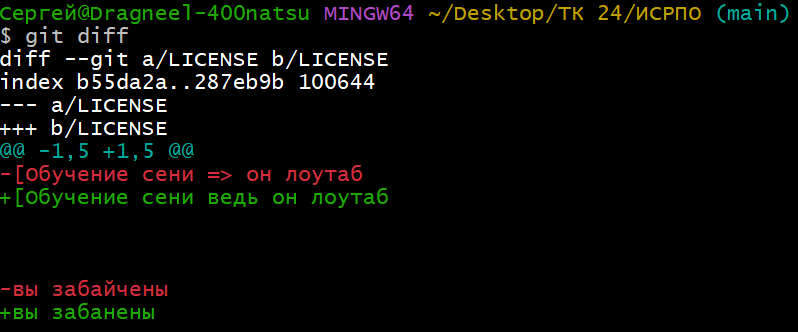 Сергей@Dragneel-400natsu MINGW64 ~/Desktop/ТК 24/ИСРПО (main)
$ git diff
diff --git a/LICENSE b/LICENSE
index b55da2a..287eb9b 100644
--- a/LICENSE
+++ b/LICENSE
@@ -1,5 +1,5 @@
-[Обучение сени => он лоутаб
+[Обучение сени ведь он лоутаб
-вы забайчены
+вы забанены